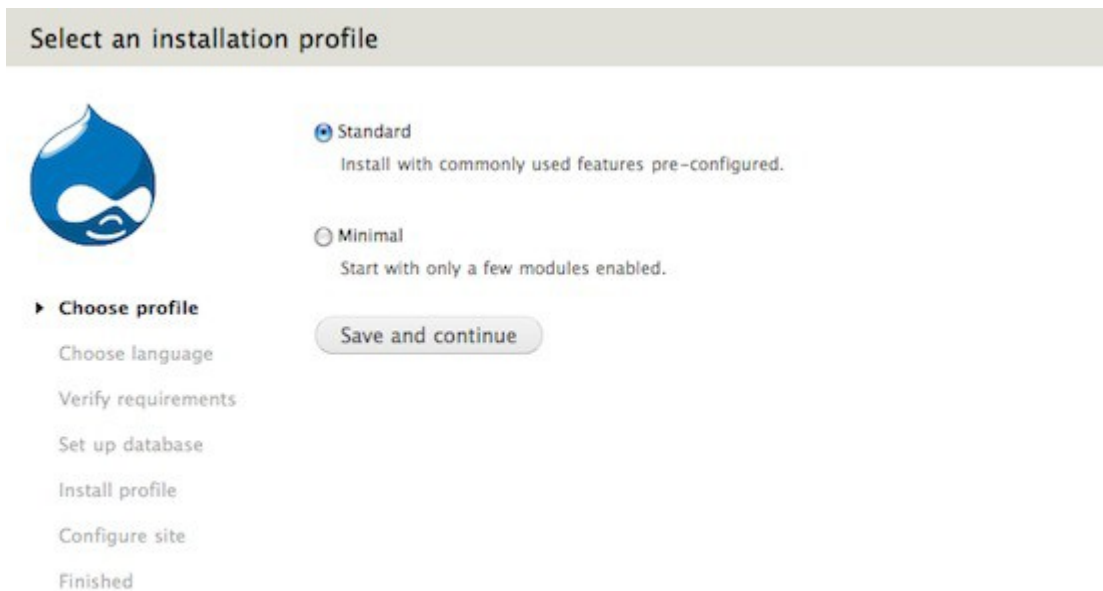 Select an installation profile
Standard
Install with commonly used features pre-configured.
Minimal
Start with only a few modules enabled.
Save and continue
Choose profile
Choose language
Verify requirements
Set up database
Install profile
Configure site
Finished